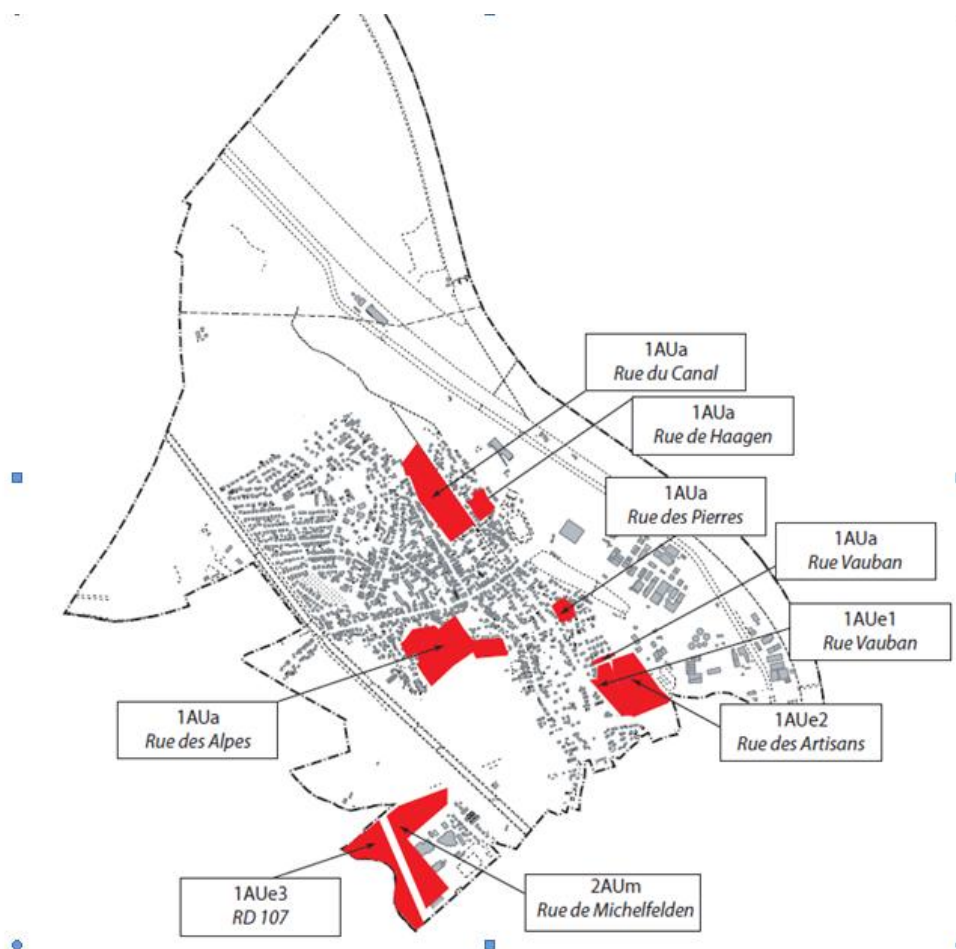 1AUa
Rue du Canal
1AUa
Rue de Haagen
1AUa
Rue des Pierres
1AUa
Rue Vauban
1AUe1
Rue Vauban
1AUe2
Rue des Artisans
1AUa
Rue des Alpes
1AUe3
RD 107
2AUm
Rue de Michelfelden